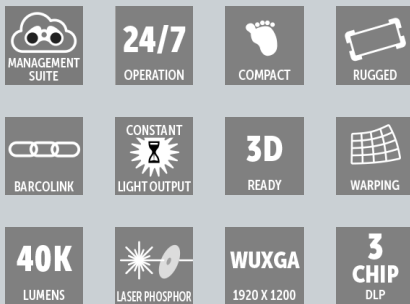 MANAGEMENT
SUITE
24/7
OPERATION
COMPACT
RUGGED
BARCOLINK
CONSTANT
LIGHT OUTPUT
3D
READY
WARPING
40K
LUMENS
LASER PHOSPHOR
WUXGA
1920 X 1200
3
CHIP
DLP